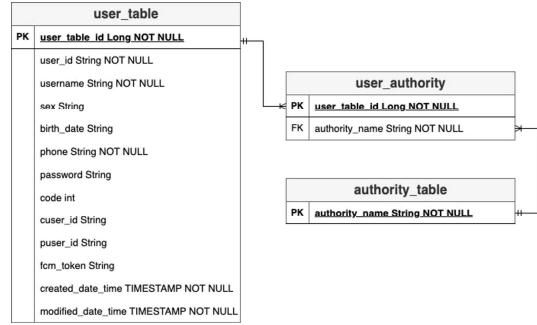 user_table
PK user_table_id Long NOT NULL
user_id String NOT NULL
username String NOT NULL
sex String
birth_date String
phone String NOT NULL
password String
code int
cuser_id String
puser_id String
fcm_token String
created_date_time TIMESTAMP NOT NULL
modified_date_time TIMESTAMP NOT NULL
user_authority
PK user_table_id Long NOT NULL
FK authority_name String NOT NULL
authority_table
PK authority_name String NOT NULL